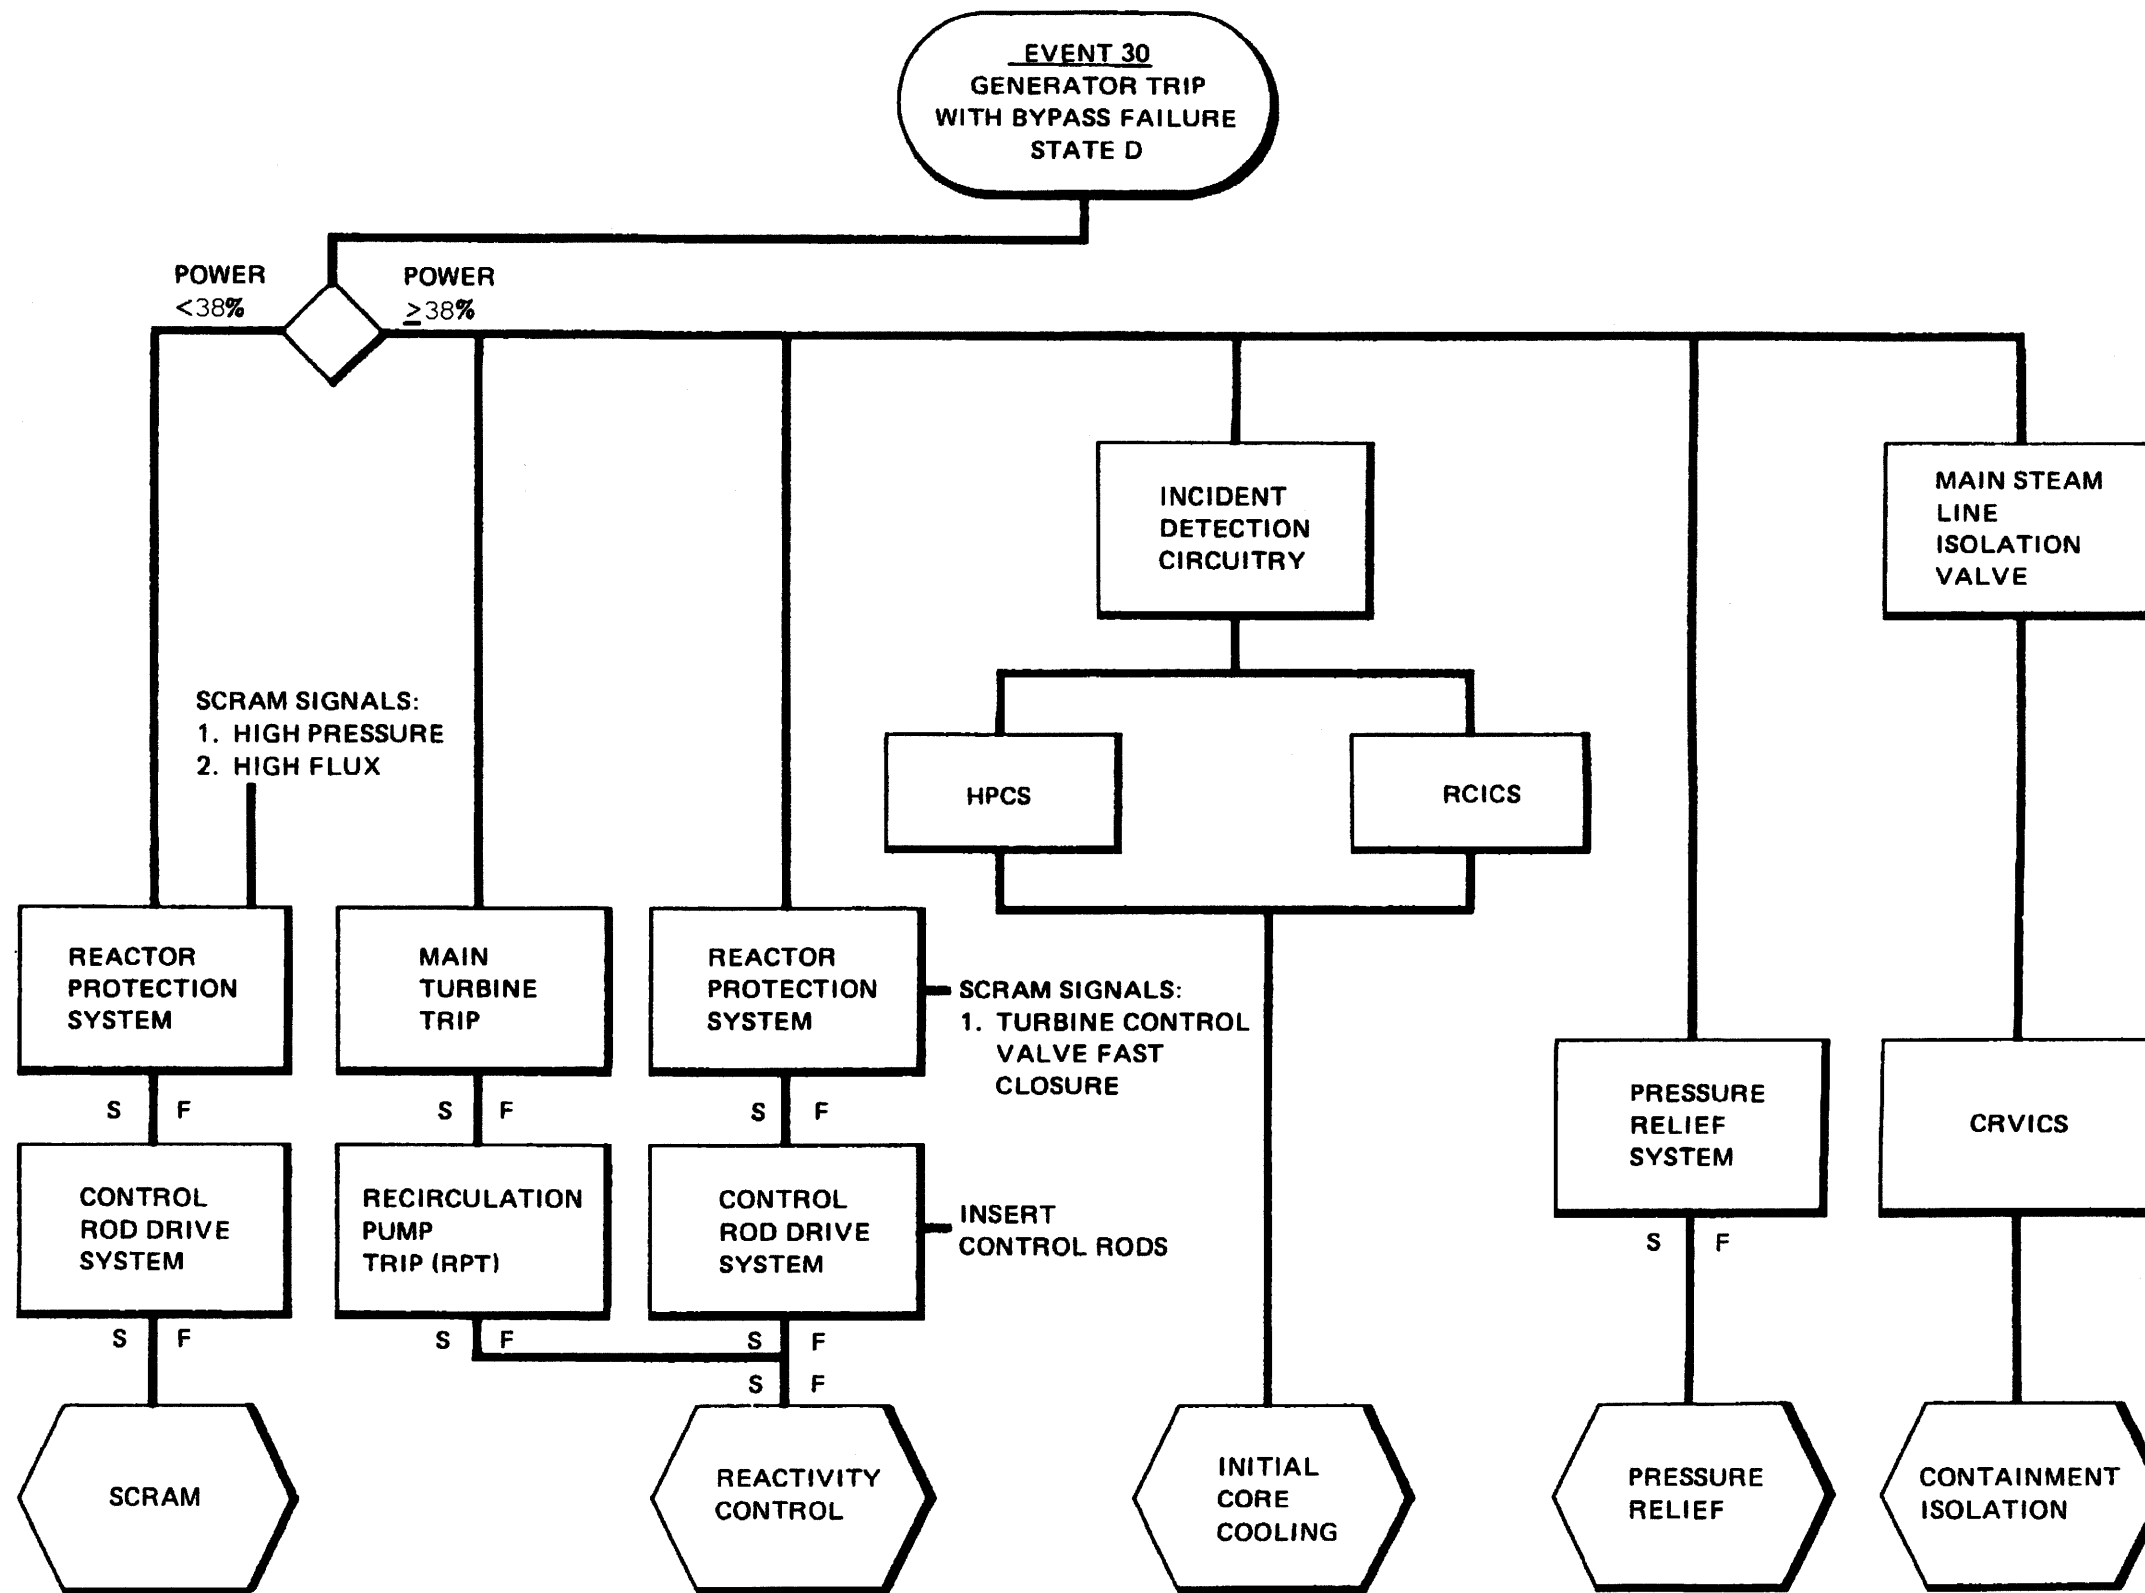 EVENT 30
GENERATOR TRIP
WITH BYPASS FAILURE
STATE D
POWER
<38%
POWER
≥38%
INCIDENT
DETECTION
CIRCUITRY
MAIN STEAM
LINE
ISOLATION
VALVE
SCRAM SIGNALS:
1. HIGH PRESSURE
2. HIGH FLUX
HPCS
RCICS
REACTOR
PROTECTION
SYSTEM
MAIN
TURBINE
TRIP
REACTOR
PROTECTION
SYSTEM
SCRAM SIGNALS:
1. TURBINE CONTROL
VALVE FAST
CLOSURE
PRESSURE
RELIEF
SYSTEM
CRVICS
S F
S F
S F
CONTROL
ROD DRIVE
SYSTEM
RECIRCULATION
PUMP
TRIP (RPT)
CONTROL
ROD DRIVE
SYSTEM
INSERT
CONTROL RODS
S F
S F
S F
S F
S F
SCRAM
REACTIVITY
CONTROL
INITIAL
CORE
COOLING
PRESSURE
RELIEF
CONTAINMENT
ISOLATION